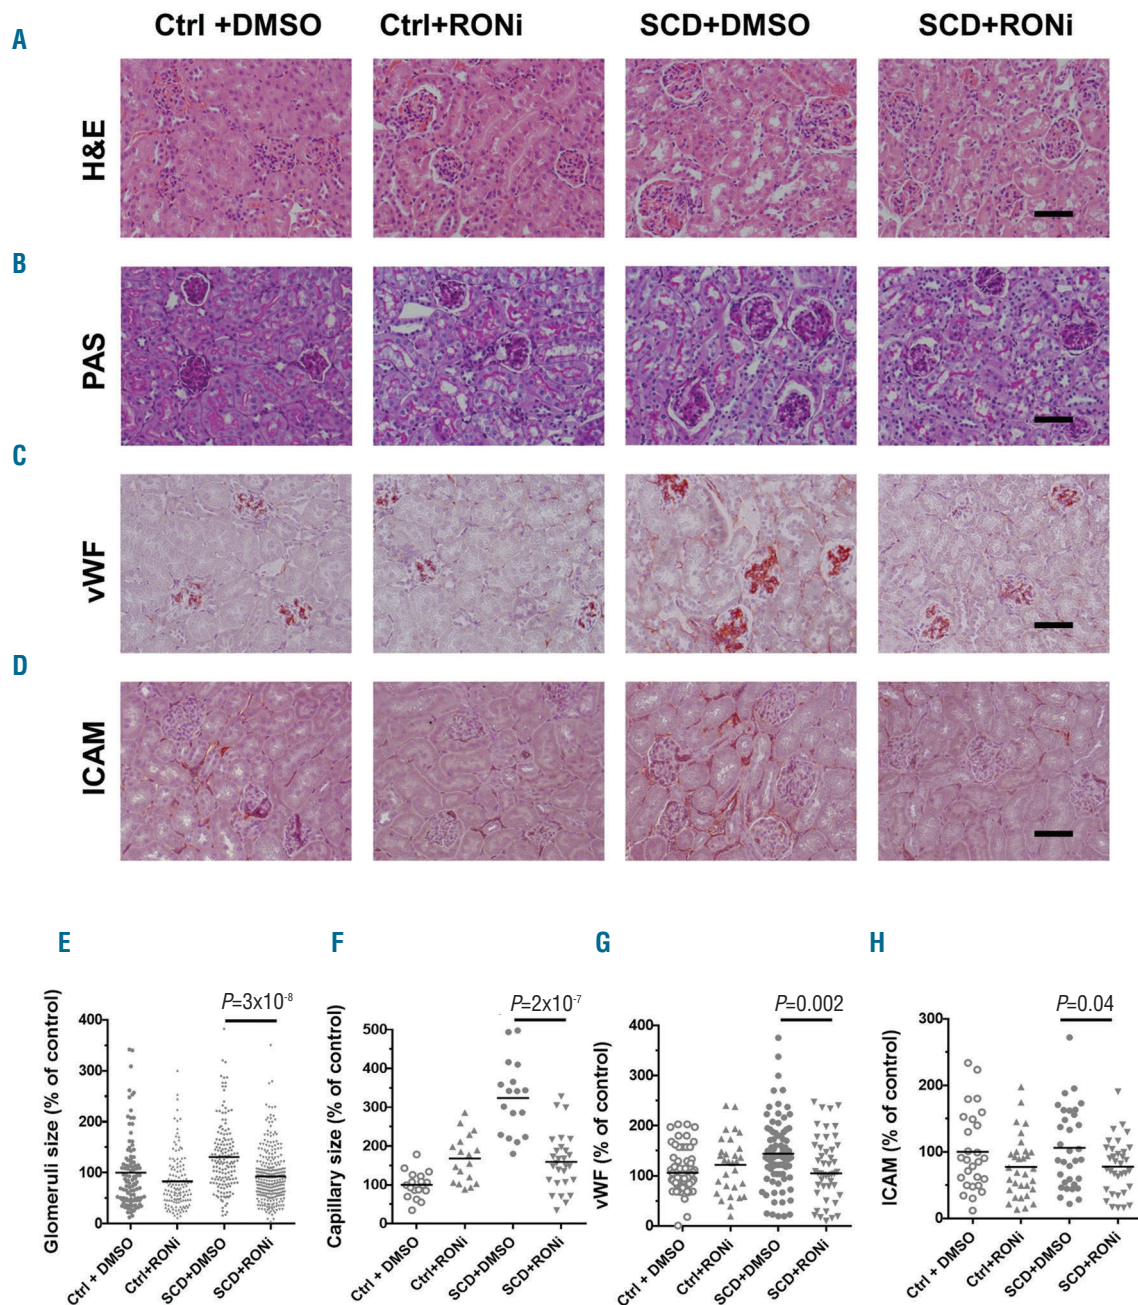 Ctrl +DMSO Ctrl+RONi SCD+DMSO SCD+RONi
A
H&E
B
PAS
C
vWF
D
ICAM
E F G H
P=3x10-8
P=2x10-7
P=0.002
P=0.04
Glomeruli size (% of control)
400
300
200
100
0
Ctrl + DMSO
Ctrl+RONi
SCD+DMSO
SCD+RONi
Capillary size (% of control)
500
400
300
200
100
0
Ctrl + DMSO
Ctrl+RONi
SCD+DMSO
SCD+RONi
vWF (% of control)
400
300
200
100
0
Ctrl + DMSO
Ctrl+RONi
SCD+DMSO
SCD+RONi
ICAM (% of control)
300
200
100
0
Ctrl + DMSO
Ctrl+RONi
SCD+DMSO
SCD+RONi